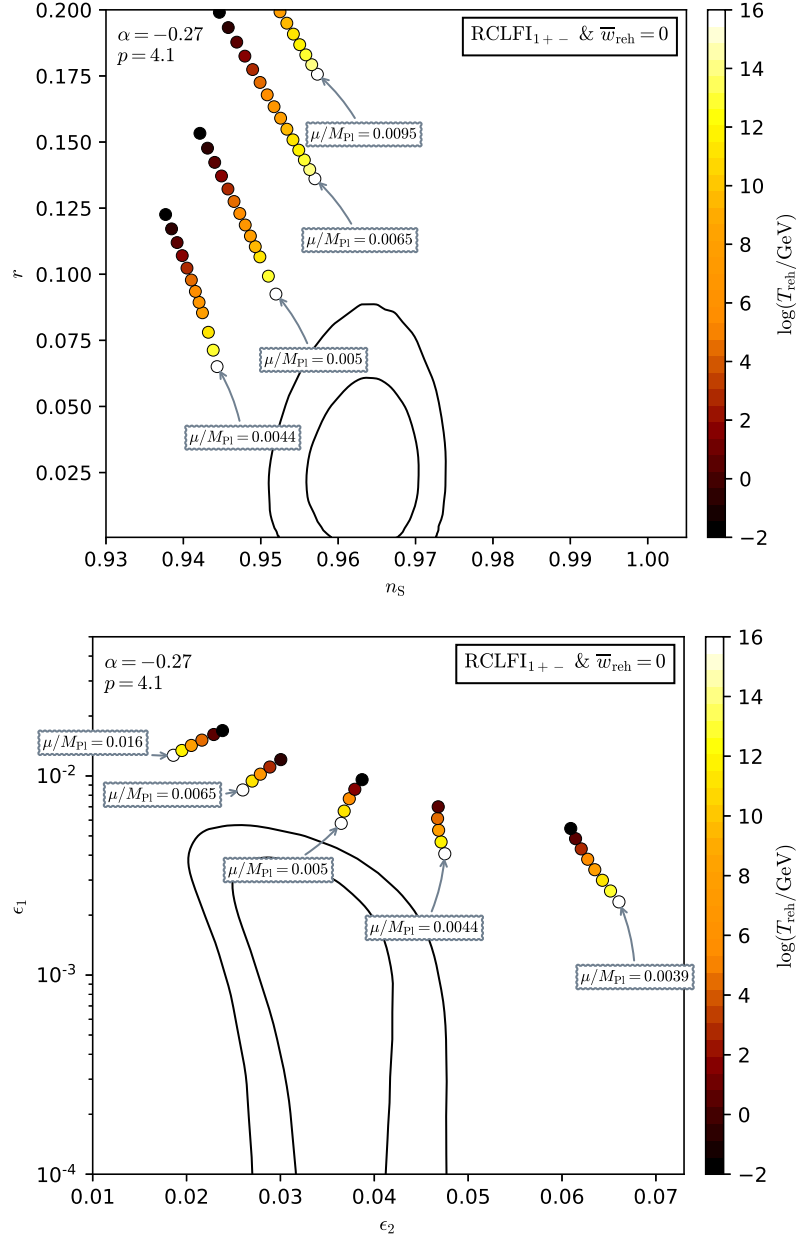 α = −0.27
p = 4.1
RCLFI1+− & w̅reh = 0
μ/MPl = 0.0095
μ/MPl = 0.0065
μ/MPl = 0.005
μ/MPl = 0.0044
0.200
0.175
0.150
0.125
0.100
0.075
0.050
0.025
r
0.93 0.94 0.95 0.96 0.97 0.98 0.99 1.00
nS
16
14
12
10
8
6
4
2
0
−2
log(Treh/GeV)
α = −0.27
p = 4.1
RCLFI1+− & w̅reh = 0
μ/MPl = 0.016
μ/MPl = 0.0065
μ/MPl = 0.005
μ/MPl = 0.0044
μ/MPl = 0.0039
10−2
10−3
10−4
ϵ1
0.01 0.02 0.03 0.04 0.05 0.06 0.07
ϵ2
16
14
12
10
8
6
4
2
0
−2
log(Treh/GeV)